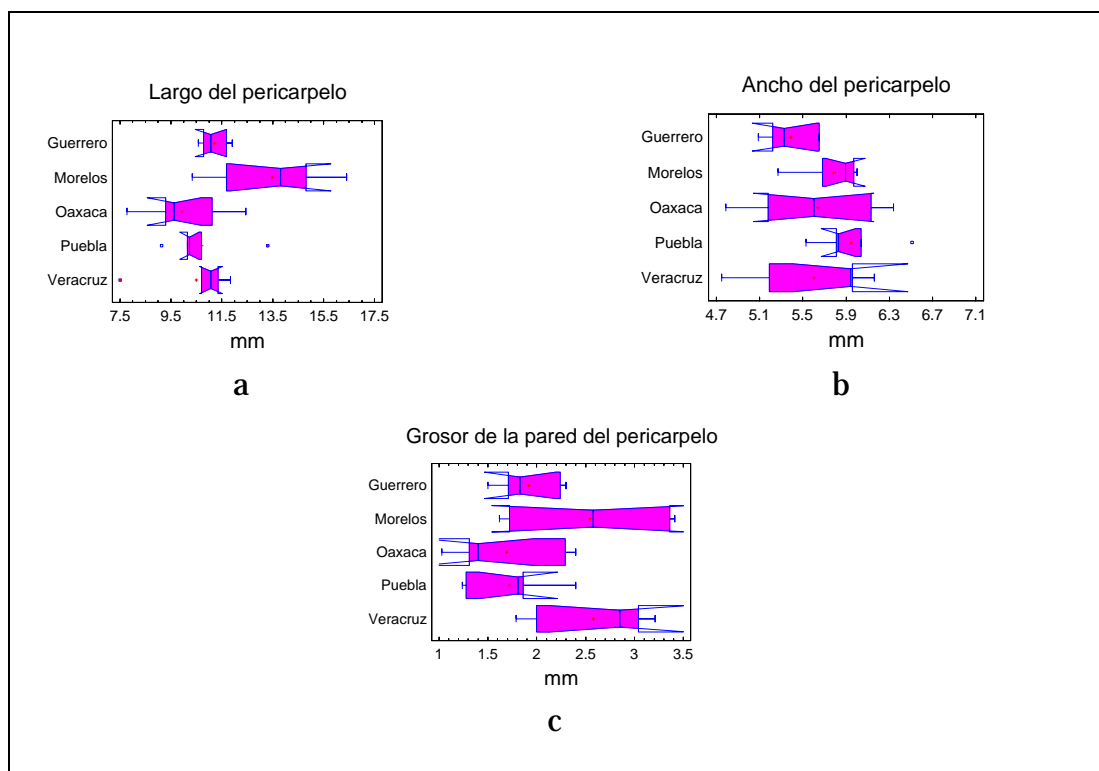 Largo del pericarpelo
Guerrero
Morelos
Oaxaca
Puebla
Veracruz
7.5 9.5 11.5 13.5 15.5 17.5
mm
a
Ancho del pericarpelo
Guerrero
Morelos
Oaxaca
Puebla
Veracruz
4.7 5.1 5.5 5.9 6.3 6.7 7.1
mm
b
Grosor de la pared del pericarpelo
Guerrero
Morelos
Oaxaca
Puebla
Veracruz
1 1.5 2 2.5 3 3.5
mm
c